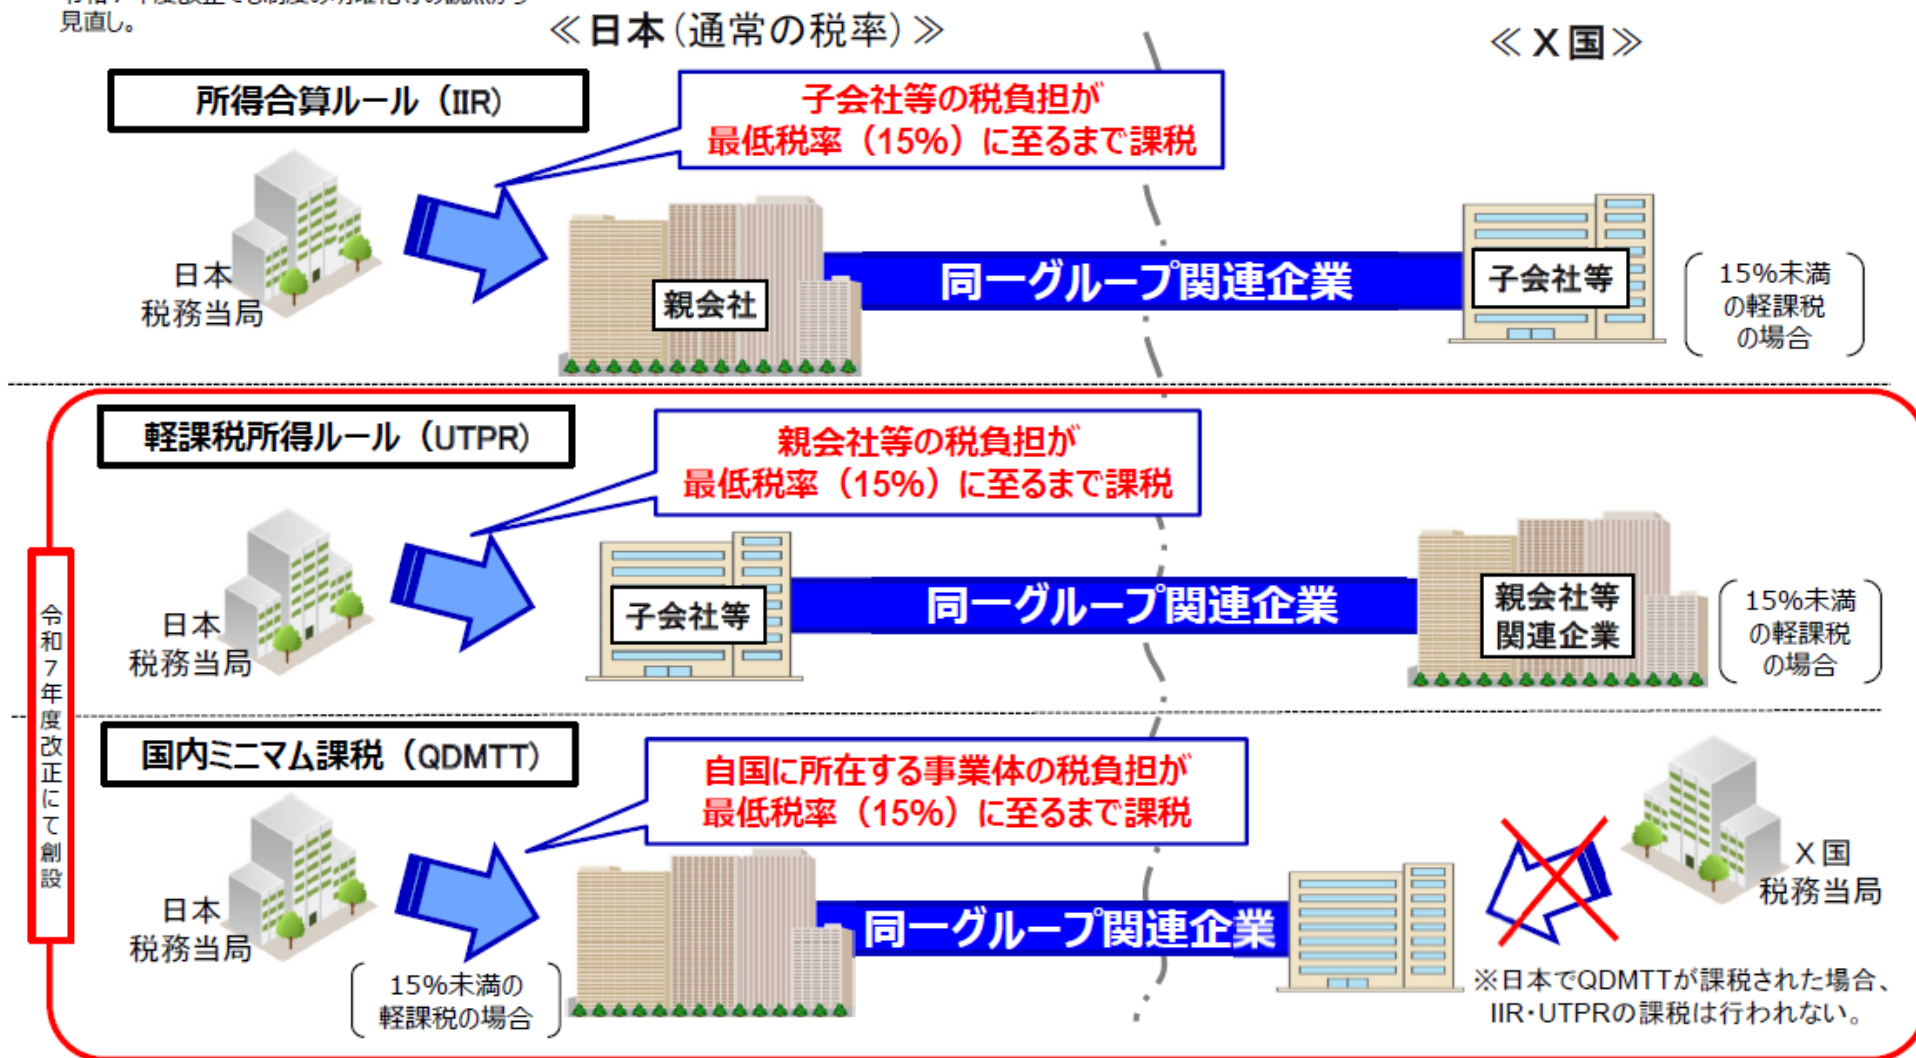 見直し。
≪日本(通常の税率)≫
≪X国≫
所得合算ルール（IIR）
子会社等の税負担が
最低税率（15%）に至るまで課税
日本
税務当局
親会社
同一グループ関連企業
子会社等
15%未満
の軽課税
の場合
令和７年度改正にて創設
軽課税所得ルール（UTPR）
親会社等の税負担が
最低税率（15%）に至るまで課税
日本
税務当局
子会社等
同一グループ関連企業
親会社等
関連企業
15%未満
の軽課税
の場合
国内ミニマム課税（QDMTT）
自国に所在する事業体の税負担が
最低税率（15%）に至るまで課税
日本
税務当局
15%未満の
軽課税の場合
同一グループ関連企業
X国
税務当局
※日本でQDMTTが課税された場合、
IIR・UTPRの課税は行われない。